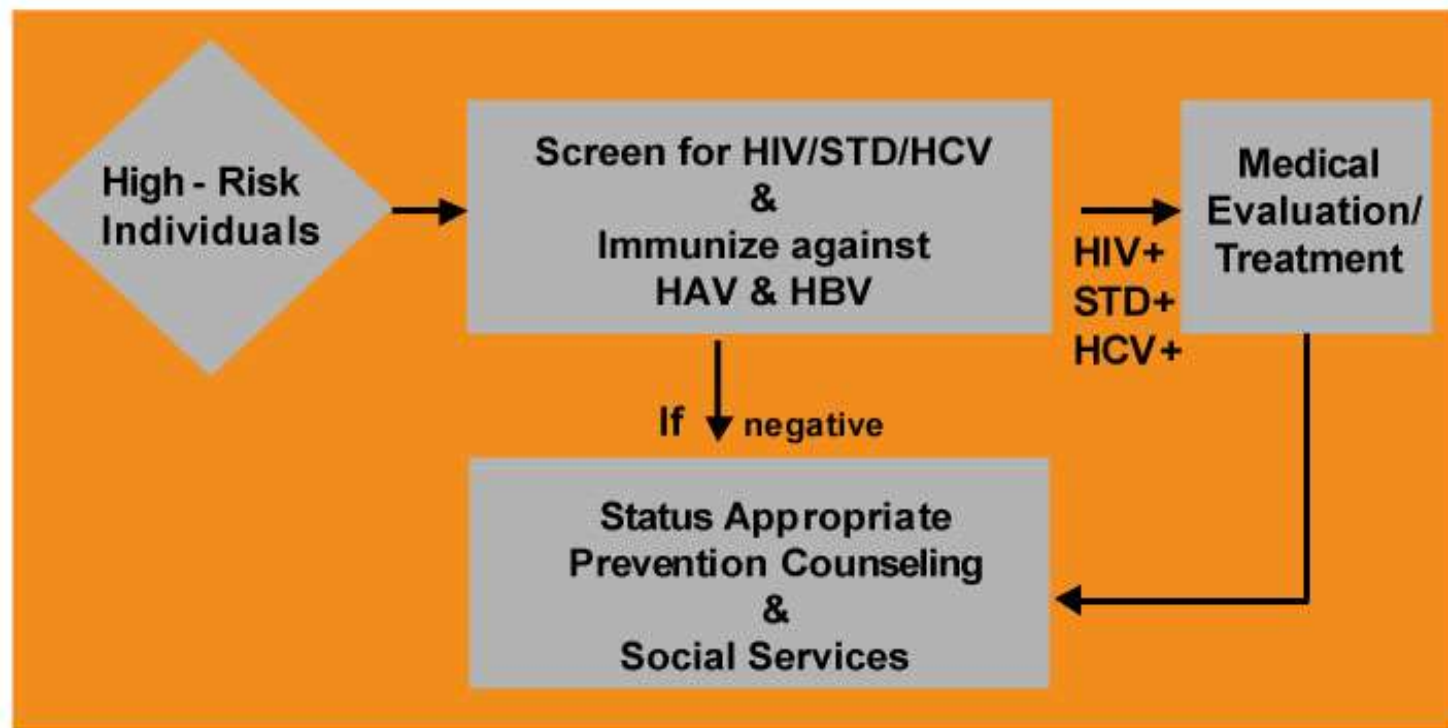 High - Risk
Individuals
Screen for HIV/STD/HCV
&
Immunize against
HAV & HBV
HIV+
STD+
HCV+
Medical
Evaluation/
Treatment
If negative
Status Appropriate
Prevention Counseling
&
Social Services